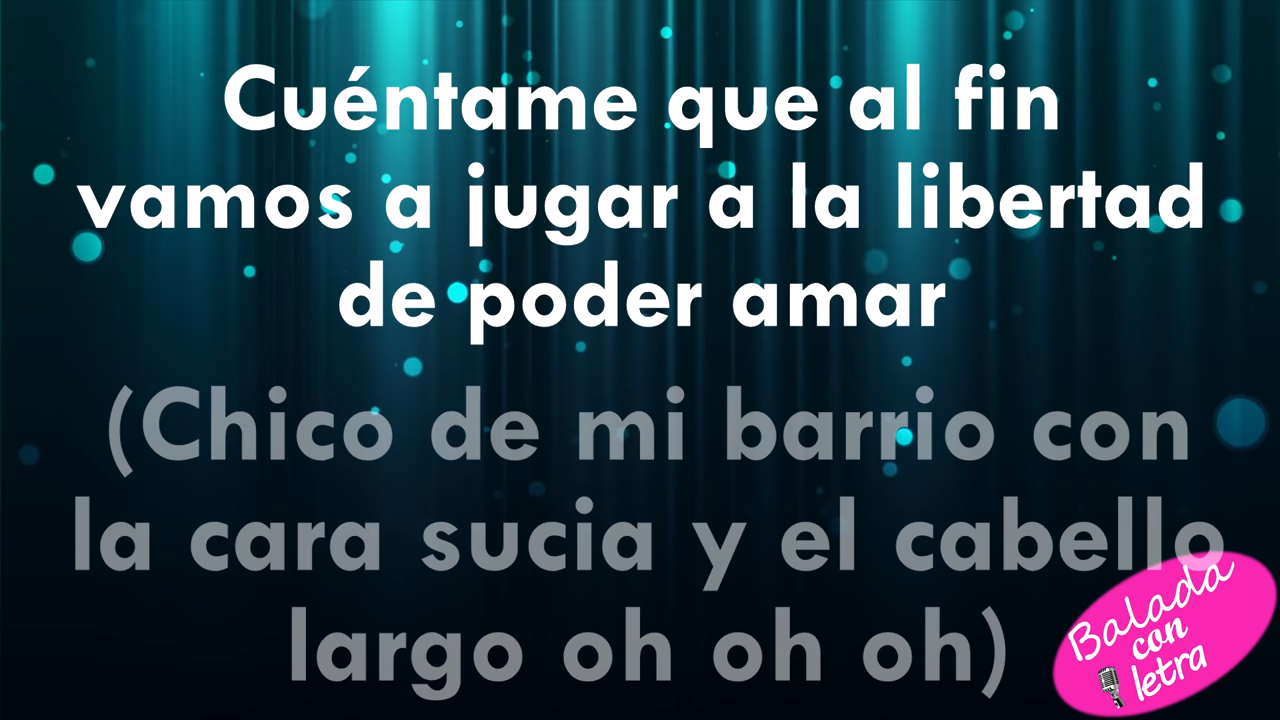 Cuéntame que al fin
vamos a jugar a la libertad
de poder amar
(Chico de mi barrio con
la cara sucia y el cabello
largo oh oh oh)
Balada
con
letra